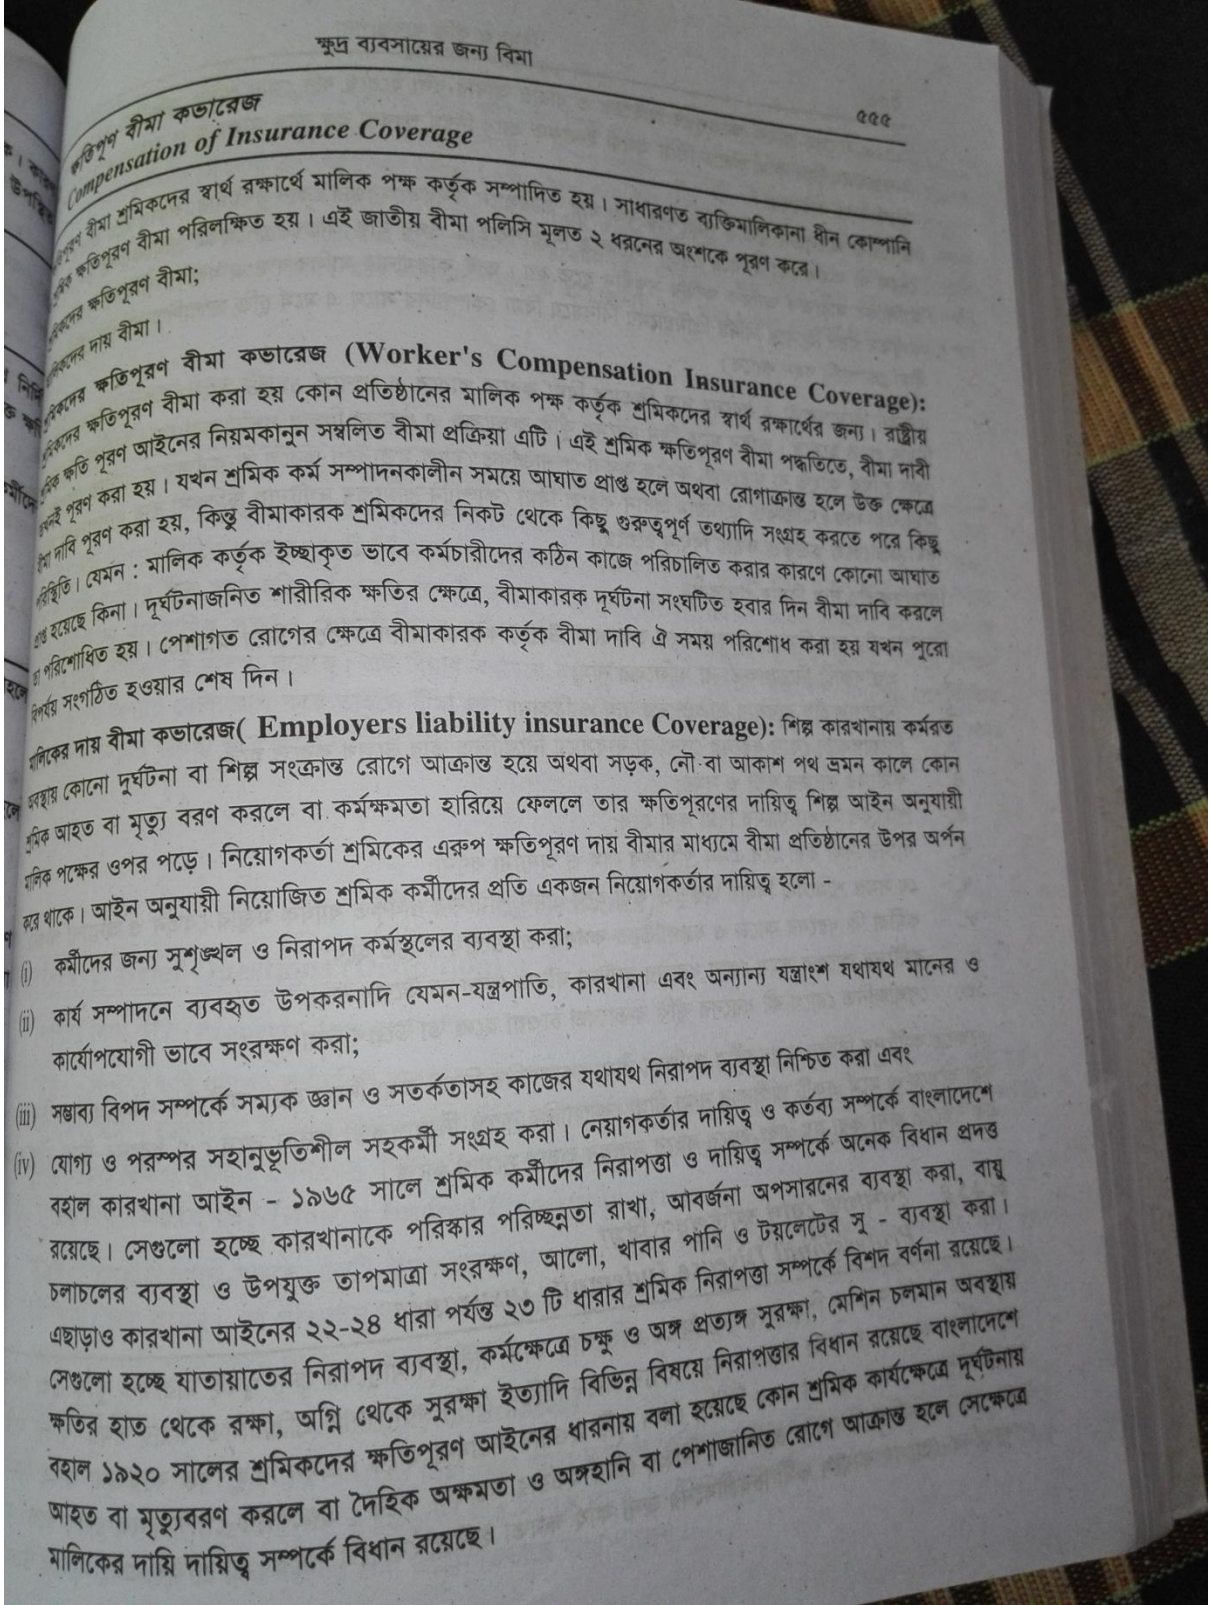 ক্ষুদ্র ব্যবসায়ের জন্য বিমা
৫৫৫
ক্ষতিপূণ বীমা কভারেজ
Compensation of Insurance Coverage
বীমা শ্রমিকদের স্বার্থ রক্ষার্থে মালিক পক্ষ কর্তৃক সম্পাদিত হয়। সাধারণত ব্যক্তিমালিকানা ধীন কোম্পানি
ক্ষতিপূরণ বীমা পরিলক্ষিত হয়। এই জাতীয় বীমা পলিসি মূলত ২ ধরনের অংশকে পূরণ করে।
ক্ষতিপূরণ বীমা;
দায় বীমা।
ক্ষতিপূরণ বীমা কভারেজ (Worker's Compensation Insurance Coverage):
ক্ষতিপূরণ বীমা করা হয় কোন প্রতিষ্ঠানের মালিক পক্ষ কর্তৃক শ্রমিকদের স্বার্থ রক্ষার্থের জন্য। রাষ্ট্রীয়
ক্ষতি পূরণ আইনের নিয়মকানুন সম্বলিত বীমা প্রক্রিয়া এটি। এই শ্রমিক ক্ষতিপূরণ বীমা পদ্ধতিতে, বীমা দাবী
পূরণ করা হয়। যখন শ্রমিক কর্ম সম্পাদনকালীন সময়ে আঘাত প্রাপ্ত হলে অথবা রোগাক্রান্ত হলে উক্ত ক্ষেত্রে
দাবি পূরণ করা হয়, কিন্তু বীমাকারক শ্রমিকদের নিকট থেকে কিছু গুরুত্বপূর্ণ তথ্যাদি সংগ্রহ করতে পরে কিছু
পরিস্থিতি। যেমন : মালিক কর্তৃক ইচ্ছাকৃত ভাবে কর্মচারীদের কঠিন কাজে পরিচালিত করার কারণে কোনো আঘাত
প্রাপ্ত হয়েছে কিনা। দূর্ঘটনাজনিত শারীরিক ক্ষতির ক্ষেত্রে, বীমাকারক দূর্ঘটনা সংঘটিত হবার দিন বীমা দাবি করলে
তা পরিশোধিত হয়। পেশাগত রোগের ক্ষেত্রে বীমাকারক কর্তৃক বীমা দাবি ঐ সময় পরিশোধ করা হয় যখন পুরো
বিপর্যয় সংগঠিত হওয়ার শেষ দিন।
মালিকের দায় বীমা কভারেজ( Employers liability insurance Coverage): শিল্প কারখানায় কর্মরত
অবস্থায় কোনো দুর্ঘটনা বা শিল্প সংক্রান্ত রোগে আক্রান্ত হয়ে অথবা সড়ক, নৌ বা আকাশ পথ ভ্রমন কালে কোন
শ্রমিক আহত বা মৃত্যু বরণ করলে বা কর্মক্ষমতা হারিয়ে ফেললে তার ক্ষতিপূরণের দায়িত্ব শিল্প আইন অনুযায়ী
মালিক পক্ষের ওপর পড়ে। নিয়োগকর্তা শ্রমিকের এরুপ ক্ষতিপূরণ দায় বীমার মাধ্যমে বীমা প্রতিষ্ঠানের উপর অর্পন
করে থাকে। আইন অনুযায়ী নিয়োজিত শ্রমিক কর্মীদের প্রতি একজন নিয়োগকর্তার দায়িত্ব হলো -
(i) কর্মীদের জন্য সুশৃঙ্খল ও নিরাপদ কর্মস্থলের ব্যবস্থা করা;
(ii) কার্য সম্পাদনে ব্যবহৃত উপকরনাদি যেমন-যন্ত্রপাতি, কারখানা এবং অন্যান্য যন্ত্রাংশ যথাযথ মানের ও
কার্যোপযোগী ভাবে সংরক্ষণ করা;
(iii) সম্ভাব্য বিপদ সম্পর্কে সম্যক জ্ঞান ও সতর্কতাসহ কাজের যথাযথ নিরাপদ ব্যবস্থা নিশ্চিত করা এবং
(iv) যোগ্য ও পরস্পর সহানুভূতিশীল সহকর্মী সংগ্রহ করা। নেয়াগকর্তার দায়িত্ব ও কর্তব্য সম্পর্কে বাংলাদেশে
বহাল কারখানা আইন - ১৯৬৫ সালে শ্রমিক কর্মীদের নিরাপত্তা ও দায়িত্ব সম্পর্কে অনেক বিধান প্রদত্ত
রয়েছে। সেগুলো হচ্ছে কারখানাকে পরিস্কার পরিচ্ছন্নতা রাখা, আবর্জনা অপসারনের ব্যবস্থা করা, বায়ু
চলাচলের ব্যবস্থা ও উপযুক্ত তাপমাত্রা সংরক্ষণ, আলো, খাবার পানি ও টয়লেটের সু - ব্যবস্থা করা।
এছাড়াও কারখানা আইনের ২২-২৪ ধারা পর্যন্ত ২৩ টি ধারার শ্রমিক নিরাপত্তা সম্পর্কে বিশদ বর্ণনা রয়েছে।
সেগুলো হচ্ছে যাতায়াতের নিরাপদ ব্যবস্থা, কর্মক্ষেত্রে চক্ষু ও অঙ্গ প্রত্যঙ্গ সুরক্ষা, মেশিন চলমান অবস্থায়
ক্ষতির হাত থেকে রক্ষা, অগ্নি থেকে সুরক্ষা ইত্যাদি বিভিন্ন বিষয়ে নিরাপত্তার বিধান রয়েছে বাংলাদেশে
বহাল ১৯২০ সালের শ্রমিকদের ক্ষতিপূরণ আইনের ধারনায় বলা হয়েছে কোন শ্রমিক কার্যক্ষেত্রে দূর্ঘটনায়
আহত বা মৃত্যুবরণ করলে বা দৈহিক অক্ষমতা ও অঙ্গহানি বা পেশাজানিত রোগে আক্রান্ত হলে সেক্ষেত্রে
মালিকের দায়ি দায়িত্ব সম্পর্কে বিধান রয়েছে।